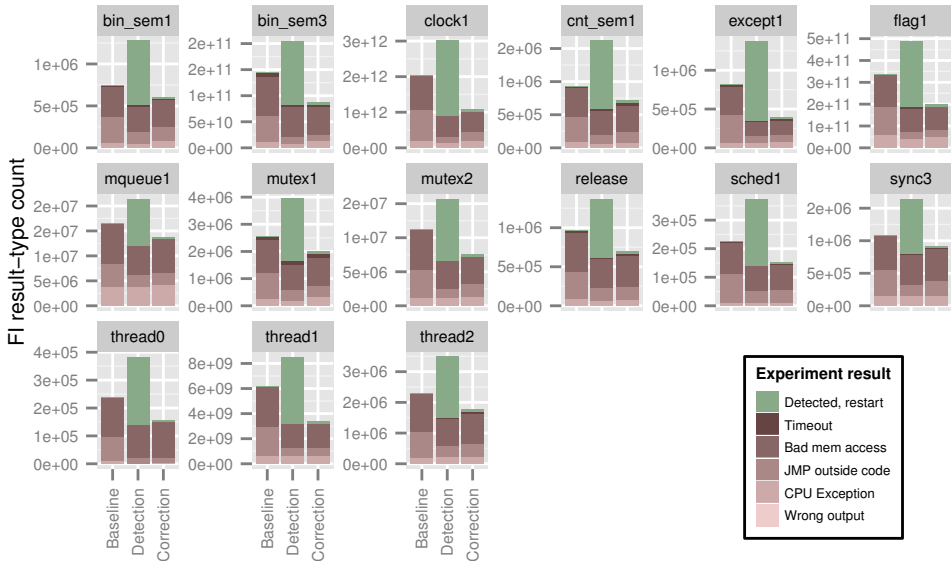 FI result-type count
bin_sem1
1e+06
5e+05
0e+00
bin_sem3
2e+11
2e+11
1e+11
5e+10
0e+00
clock1
3e+12
2e+12
1e+12
0e+00
cnt_sem1
2e+06
1e+06
5e+05
0e+00
except1
1e+06
5e+05
0e+00
flag1
5e+11
4e+11
3e+11
2e+11
1e+11
0e+00
mqueue1
2e+07
2e+07
1e+07
5e+06
0e+00
mutex1
4e+06
3e+06
2e+06
1e+06
0e+00
mutex2
2e+07
1e+07
5e+06
0e+00
release
1e+06
5e+05
0e+00
sched1
3e+05
2e+05
1e+05
0e+00
sync3
2e+06
1e+06
5e+05
0e+00
thread0
4e+05
3e+05
2e+05
1e+05
0e+00
thread1
8e+09
6e+09
4e+09
2e+09
0e+00
thread2
3e+06
2e+06
1e+06
0e+00
Baseline
Detection
Correction
Baseline
Detection
Correction
Baseline
Detection
Correction
Experiment result
Detected, restart
Timeout
Bad mem access
JMP outside code
CPU Exception
Wrong output